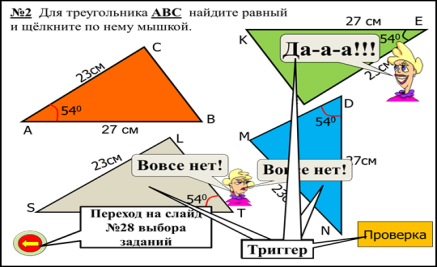 №2 Для треугольника ABC найдите равный
и щёлкните по нему мышкой.
27 см
K
E
54⁰
Да-а-а!!!
C
23см
54⁰
A
27 см
B
D
54⁰
M
27см
N
L
23см
Вовсе нет!
Вовсе нет!
S
54⁰
T
Переход на слайд
№28 выбора
заданий
Триггер
Проверка